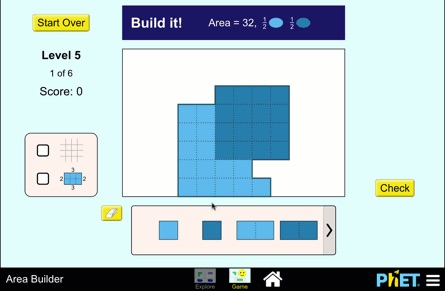 Start Over
Build it!
Area = 32, 1/2 1/2
Level 5
1 of 6
Score: 0
3
2 2
3
Check
Area Builder
Explore
Game
PhET